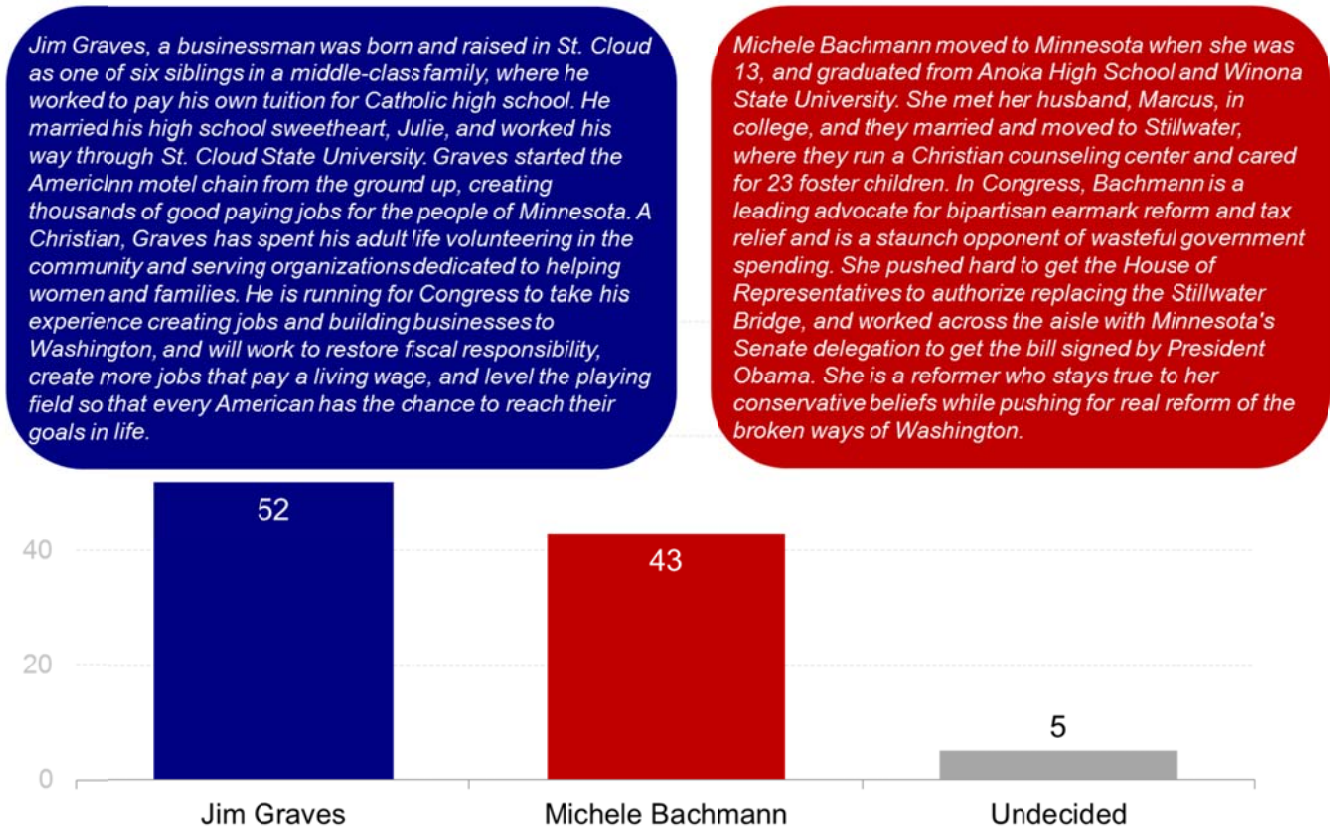 Jim Graves, a businessman was born and raised in St. Cloud
as one of six siblings in a middle-class family, where he
worked to pay his own tuition for Catholic high school. He
married his high school sweetheart, Julie, and worked his
way through St. Cloud State University. Graves started the
AmericInn motel chain from the ground up, creating
thousands of good paying jobs for the people of Minnesota. A
Christian, Graves has spent his adult life volunteering in the
community and serving organizations dedicated to helping
women and families. He is running for Congress to take his
experience creating jobs and building businesses to
Washington, and will work to restore fiscal responsibility,
create more jobs that pay a living wage, and level the playing
field so that every American has the chance to reach their
goals in life.
Michele Bachmann moved to Minnesota when she was
13, and graduated from Anoka High School and Winona
State University. She met her husband, Marcus, in
college, and they married and moved to Stillwater,
where they run a Christian counseling center and cared
for 23 foster children. In Congress, Bachmann is a
leading advocate for bipartisan earmark reform and tax
relief and is a staunch opponent of wasteful government
spending. She pushed hard to get the House of
Representatives to authorize replacing the Stillwater
Bridge, and worked across the aisle with Minnesota's
Senate delegation to get the bill signed by President
Obama. She is a reformer who stays true to her
conservative beliefs while pushing for real reform of the
broken ways of Washington.
52
40
43
20
5
0
Jim Graves
Michele Bachmann
Undecided